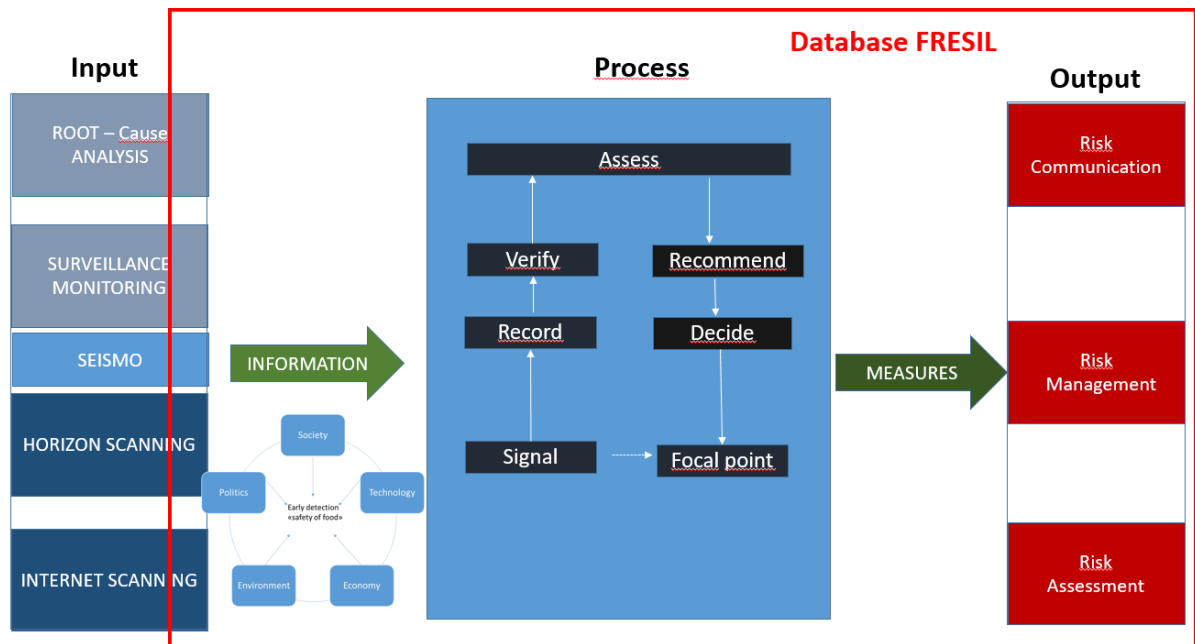 Database FRESIL
Input
Process
Output
ROOT – Cause
ANALYSIS
SURVEILLANCE
MONITORING
SEISMO
HORIZON SCANNING
INTERNET SCANNING
INFORMATION
Society
Politics
Technology
Early detection
«safety of food»
Environment
Economy
Assess
Verify
Recommend
Record
Decide
Signal
Focal point
MEASURES
Risk
Communication
Risk
Management
Risk
Assessment